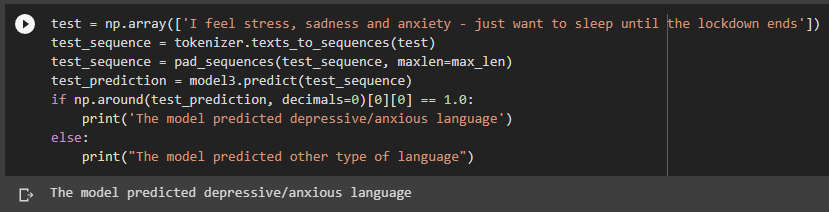 test = np.array(['I feel stress, sadness and anxiety - just want to sleep until the lockdown ends'])
test_sequence = tokenizer.texts_to_sequences(test)
test_sequence = pad_sequences(test_sequence, maxlen=max_len)
test_prediction = model3.predict(test_sequence)
if np.around(test_prediction, decimals=0)[0][0] == 1.0:
    print('The model predicted depressive/anxious language')
else:
    print("The model predicted other type of language")
The model predicted depressive/anxious language